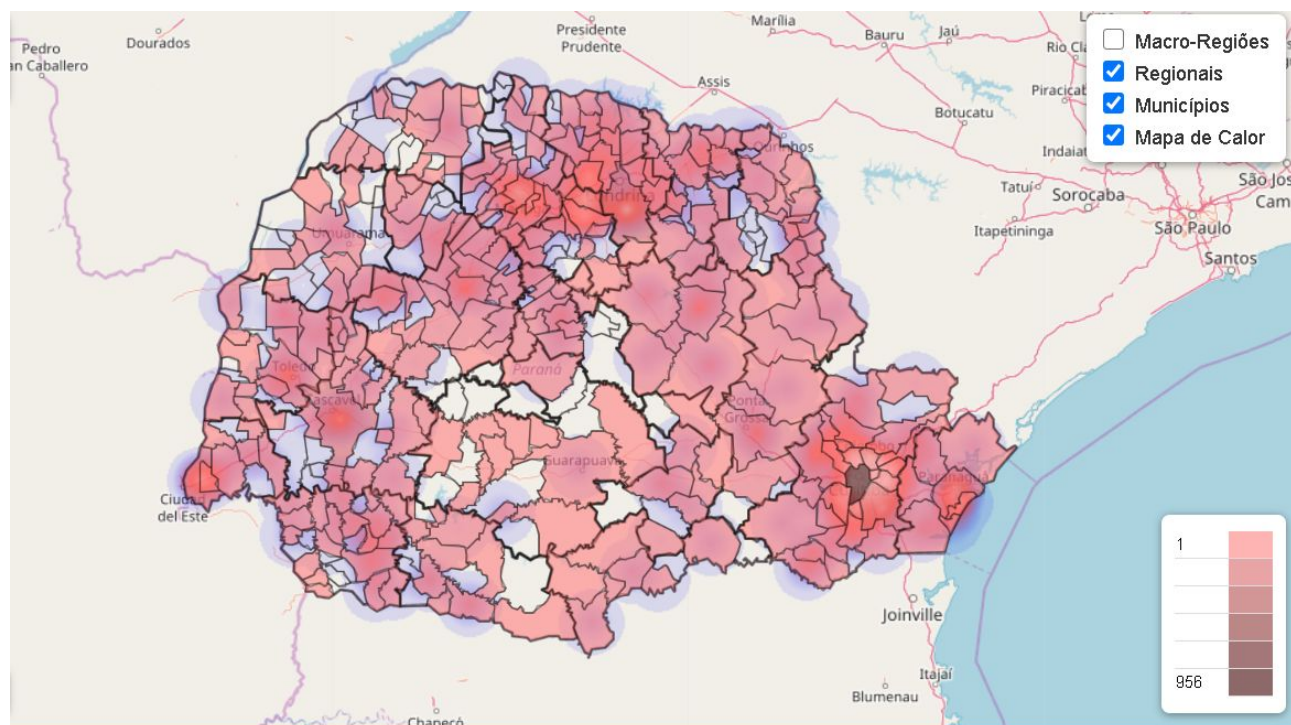 Macro-Regiões
Regionais
Municípios
Mapa de Calor
Pedro
an Caballero
Dourados
Presidente
Prudente
Marília
Bauru
Jaú
Rio Cla
Assis
Piracicab
Botucatu
Ourinhos
Indaiat
Tatuí
Sorocaba
São Jos
Cam
Itapetininga
São Paulo
Santos
Umuarama
Paraná
Toledo
Cascavel
Ponta
Grossa
Guarapuava
Paranaguá
Ciudad
del Este
Joinville
Itajaí
Blumenau
Chapecó
1
956